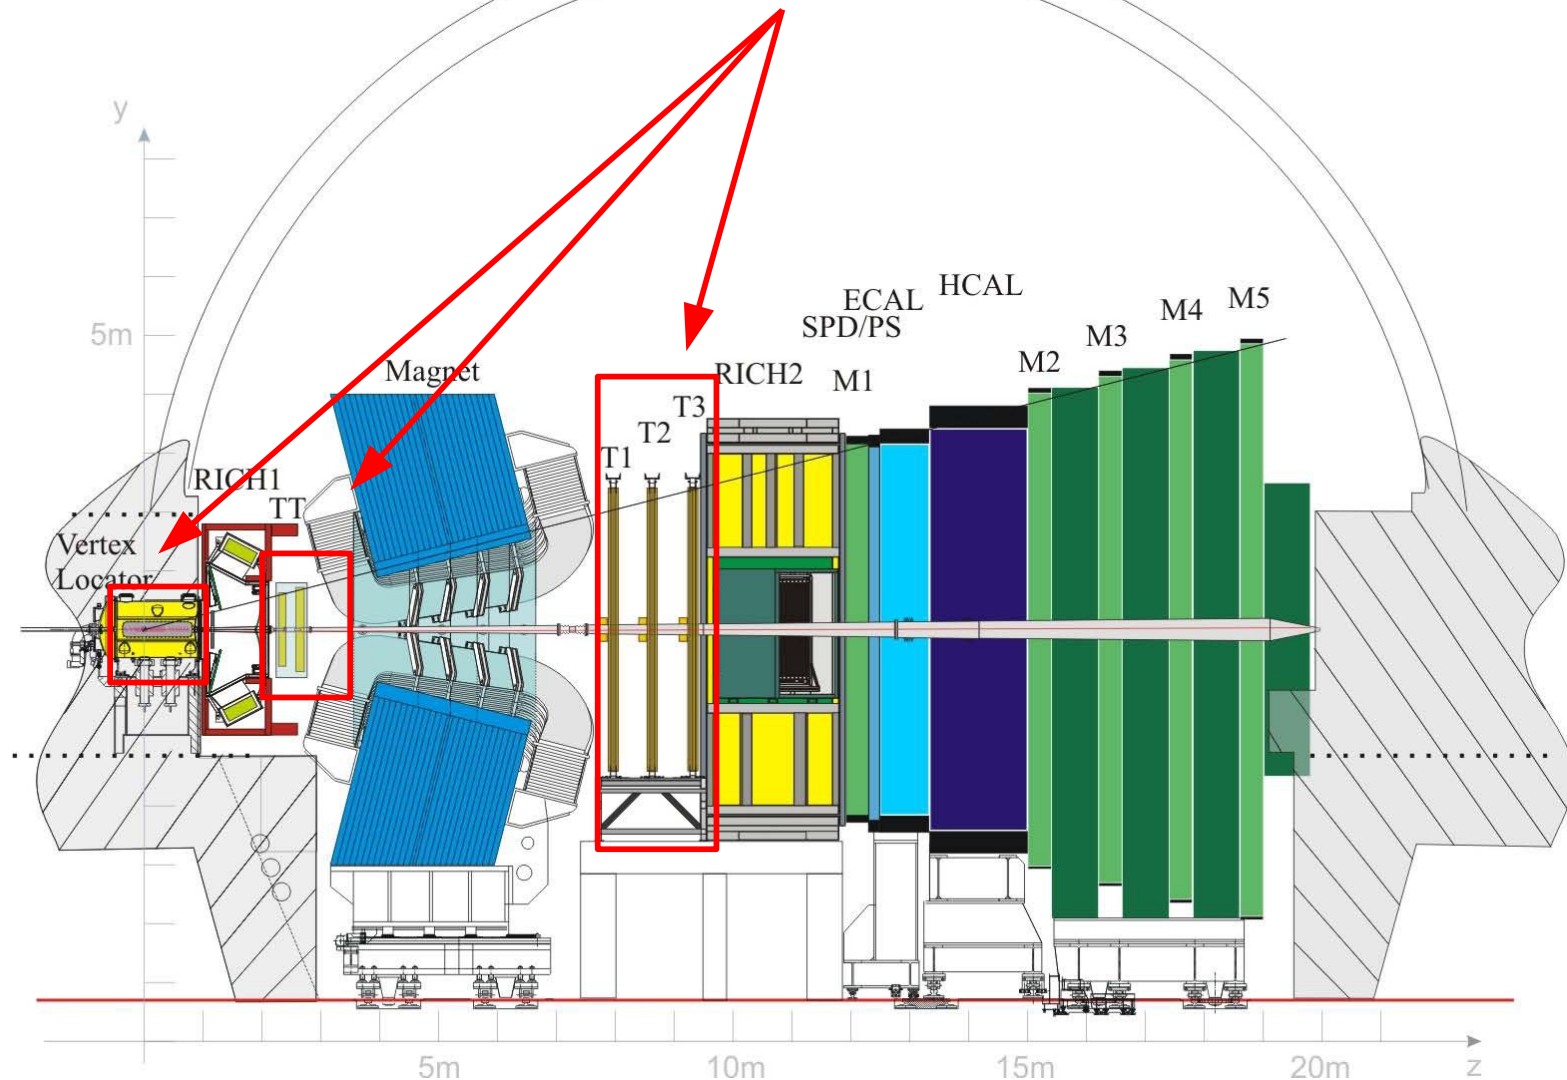 y
5m
HCAL
ECAL
SPD/PS
M5
M4
M3
M2
M1
RICH2
Magnet
T3
T2
T1
RICH1
TT
Vertex
Locator
5m
10m
15m
20m
z